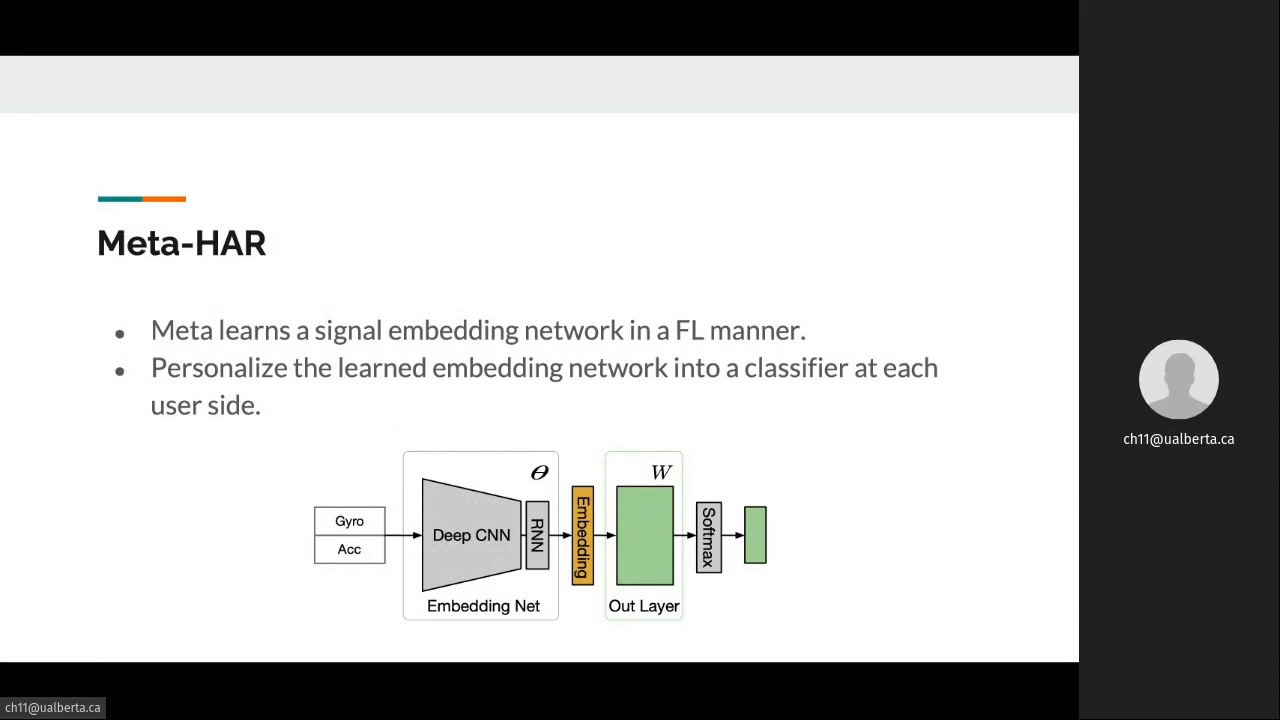 Meta-HAR
● Meta learns a signal embedding network in a FL manner.
● Personalize the learned embedding network into a classifier at each
user side.
Gyro
Acc
Deep CNN
RNN
θ
Embedding Net
Embedding
W
Out Layer
Softmax
ch11@ualberta.ca
ch11@ualberta.ca